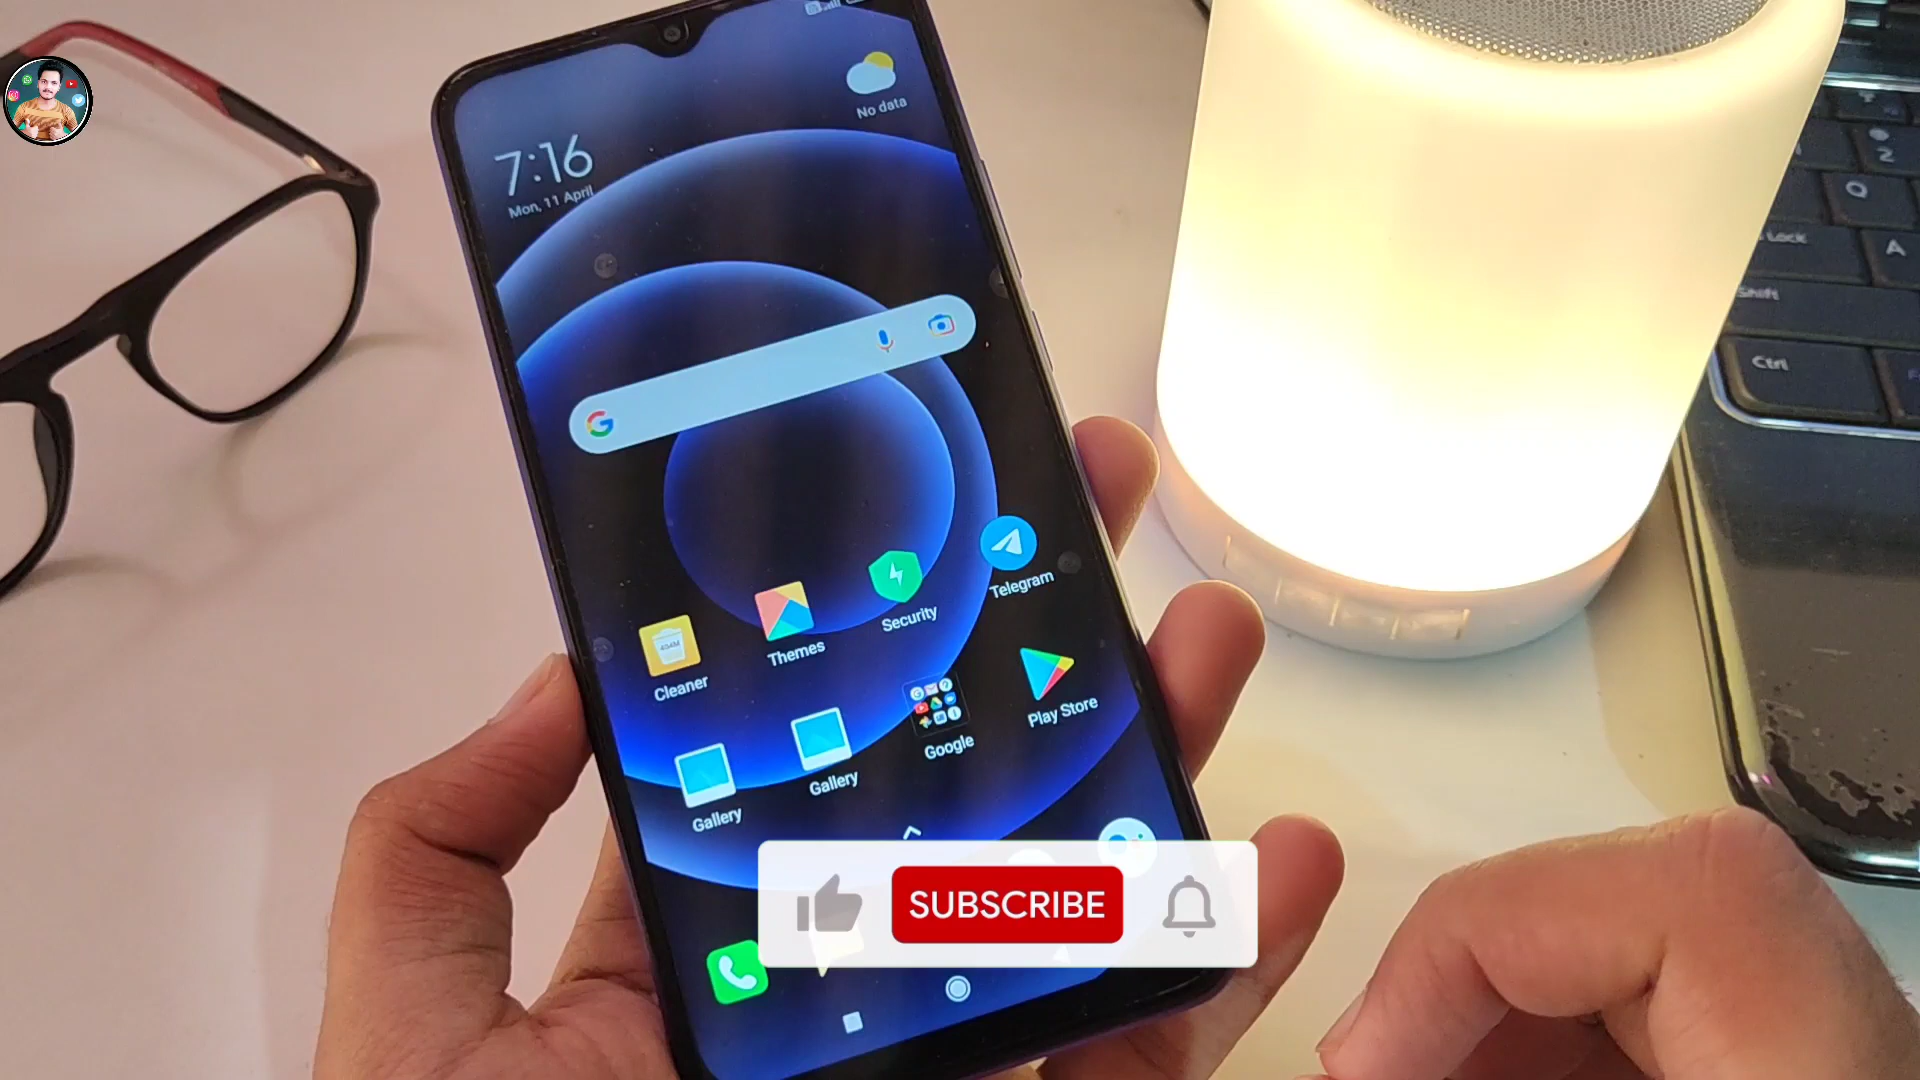 No data
7:16
Mon, 11 April
Telegram
Security
Themes
Cleaner
Play Store
Google
Gallery
Gallery
SUBSCRIBE
2
Q
Lock
A
Shift
Ctrl